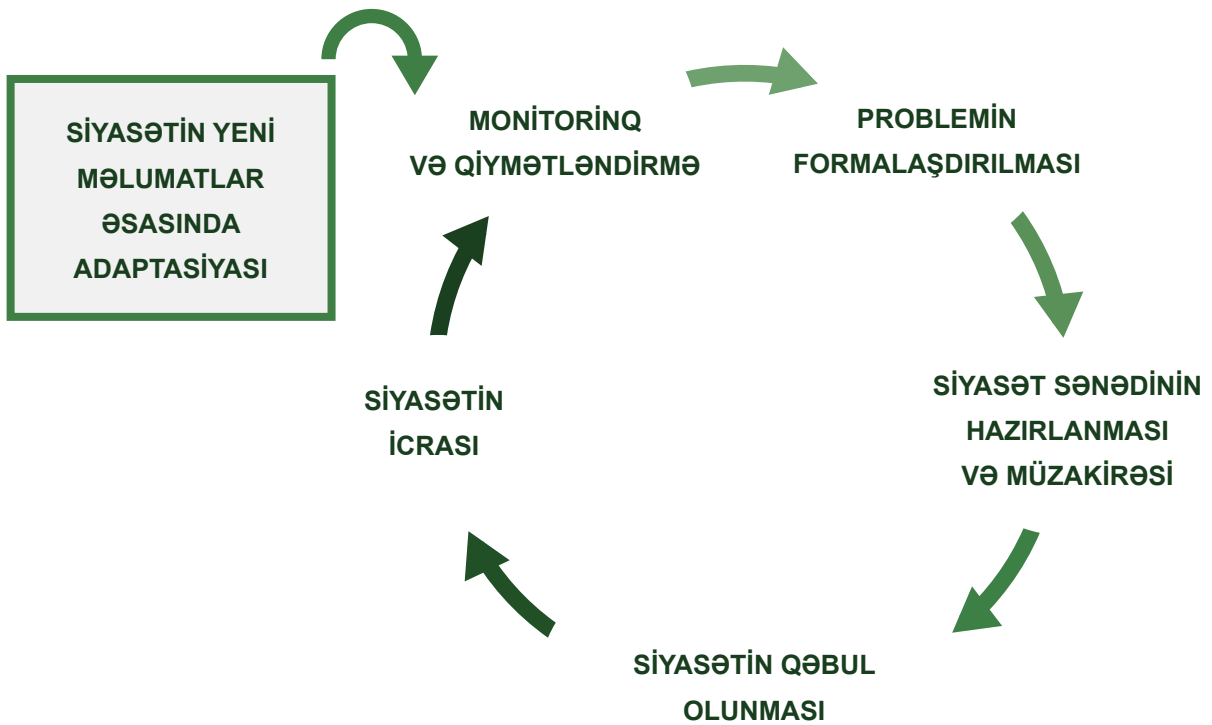 SİYASƏTİN YENİ
MƏLUMATLAR
ƏSASINDA
ADAPTASİYASI
MONİTORİNQ
VƏ QİYMƏTLƏNDİRMƏ
PROBLEMİN
FORMALAŞDIRILMASI
SİYASƏT SƏNƏDİNİN
HAZIRLANMASI
VƏ MÜZAKİRƏSİ
SİYASƏTİN QƏBUL
OLUNMASI
SİYASƏTİN
İCRASI